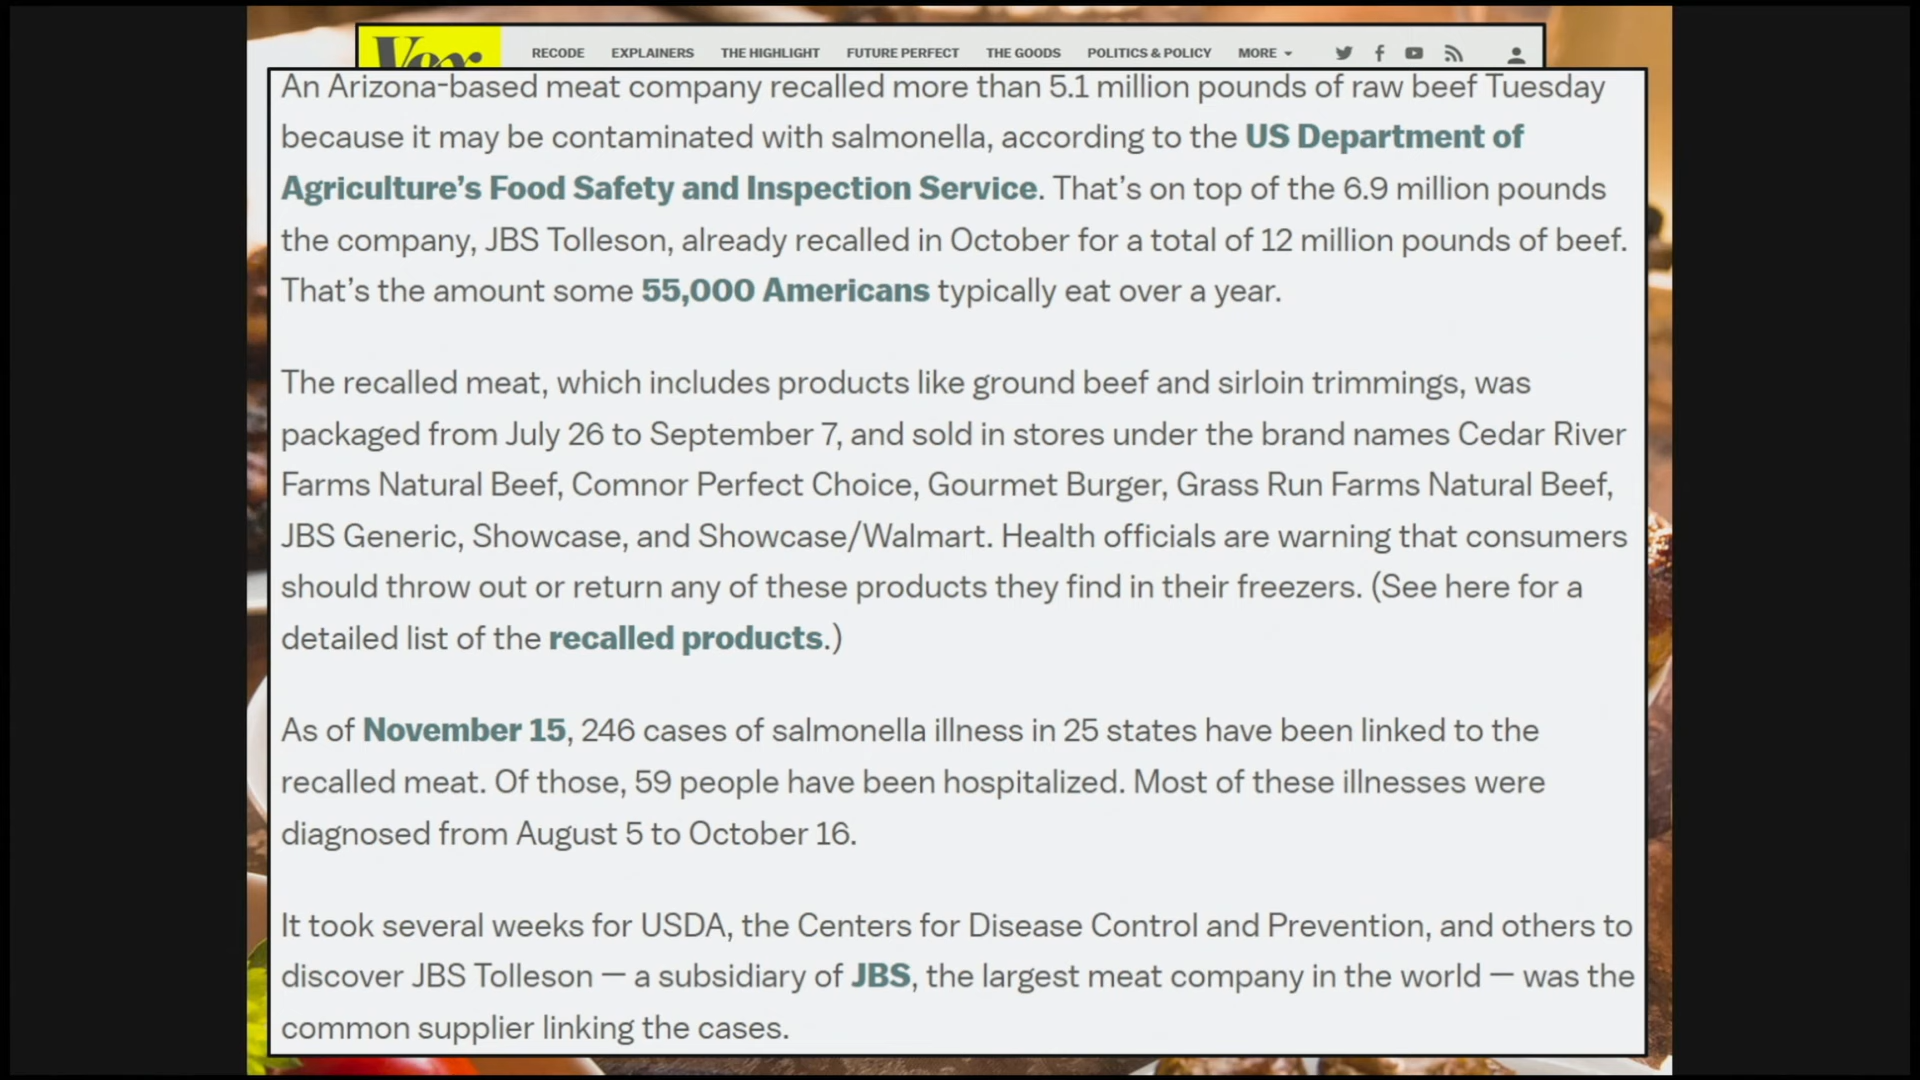 Vox RECODE EXPLAINERS THE HIGHLIGHT FUTURE PERFECT THE GOODS POLITICS & POLICY MORE
An Arizona-based meat company recalled more than 5.1 million pounds of raw beef Tuesday
because it may be contaminated with salmonella, according to the US Department of
Agriculture’s Food Safety and Inspection Service. That’s on top of the 6.9 million pounds
the company, JBS Tolleson, already recalled in October for a total of 12 million pounds of beef.
That’s the amount some 55,000 Americans typically eat over a year.
The recalled meat, which includes products like ground beef and sirloin trimmings, was
packaged from July 26 to September 7, and sold in stores under the brand names Cedar River
Farms Natural Beef, Comnor Perfect Choice, Gourmet Burger, Grass Run Farms Natural Beef,
JBS Generic, Showcase, and Showcase/Walmart. Health officials are warning that consumers
should throw out or return any of these products they find in their freezers. (See here for a
detailed list of the recalled products.)
As of November 15, 246 cases of salmonella illness in 25 states have been linked to the
recalled meat. Of those, 59 people have been hospitalized. Most of these illnesses were
diagnosed from August 5 to October 16.
It took several weeks for USDA, the Centers for Disease Control and Prevention, and others to
discover JBS Tolleson — a subsidiary of JBS, the largest meat company in the world — was the
common supplier linking the cases.